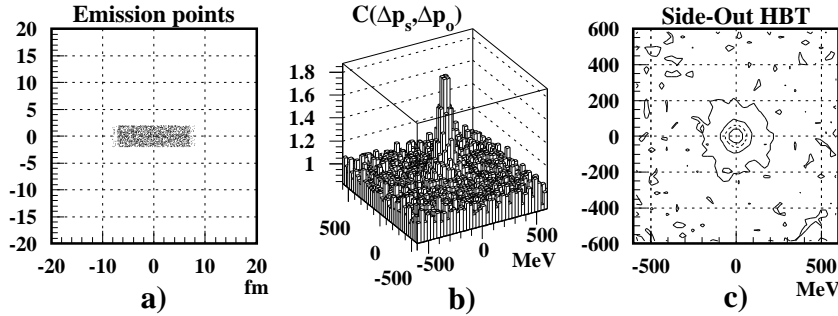 Emission points
20
15
10
5
0
-5
-10
-15
-20
-20 -10 0 10 20
fm
a)
C(Δp_s,Δp_o)
1.8
1.6
1.4
1.2
1
500
0
-500
-500
0
500
MeV
b)
Side-Out HBT
600
400
200
0
-200
-400
-600
-500 0 500
MeV
c)